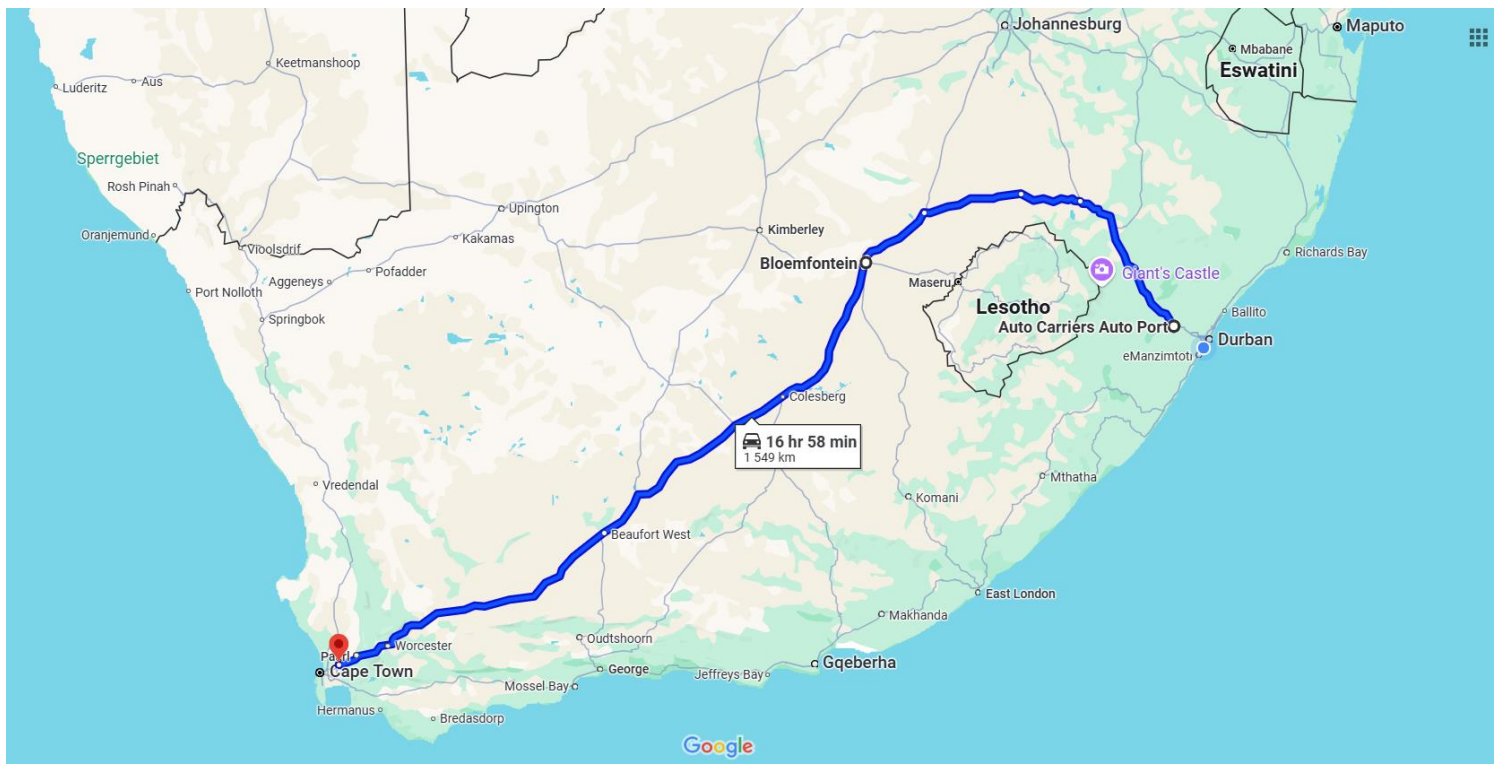 Johannesburg
Maputo
Mbabane
Eswatini
Keetmanshoop
Luderitz
Aus
Sperrgebiet
Rosh Pinah
Upington
Oranjemund
Vioolsdrif
Kakamas
Kimberley
Richards Bay
Bloemfontein
Pofadder
Aggeneys
Giant's Castle
Maseru
Port Nolloth
Lesotho
Ballito
Springbok
Auto Carriers Auto Port
Durban
eManzimtoti
Colesberg
16 hr 58 min
1 549 km
Mthatha
Vredendal
Komani
Beaufort West
East London
Makhanda
Oudtshoorn
Worcester
Paarl
Gqeberha
Cape Town
George
Jeffreys Bay
Mossel Bay
Hermanus
Bredasdorp
Google